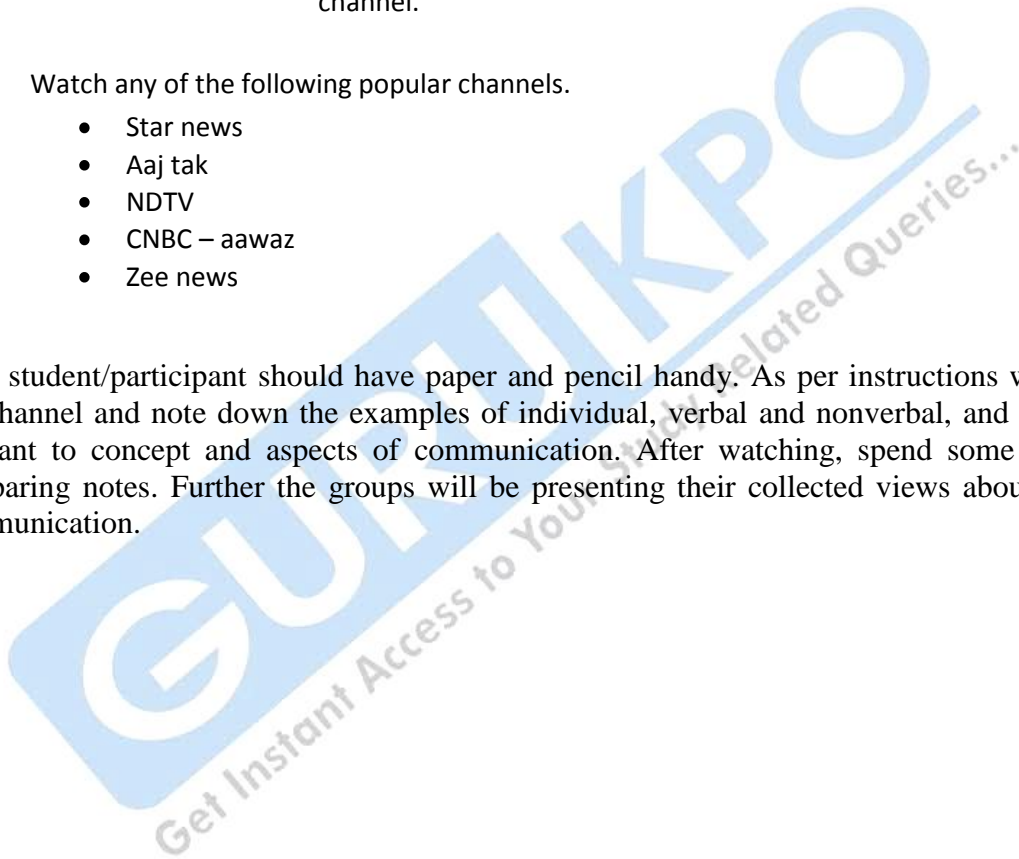 channel.
Watch any of the following popular channels.
• Star news
• Aaj tak
• NDTV
• CNBC – aawaz
• Zee news
student/participant should have paper and pencil handy. As per instructions
hannel and note down the examples of individual, verbal and nonverbal, and
ant to concept and aspects of communication. After watching, spend some
paring notes. Further the groups will be presenting their collected views abou
munication.
GURUKPO
Get Instant Access to Your Study Related Queries...